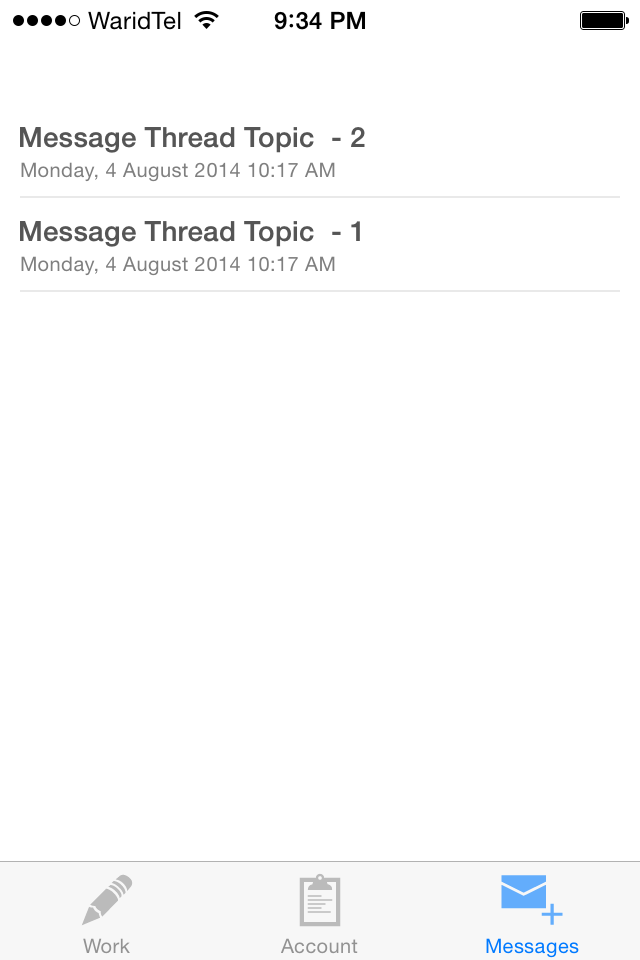 WaridTel 9:34 PM
Message Thread Topic  - 2
Monday, 4 August 2014 10:17 AM
Message Thread Topic  - 1
Monday, 4 August 2014 10:17 AM
Work Account Messages